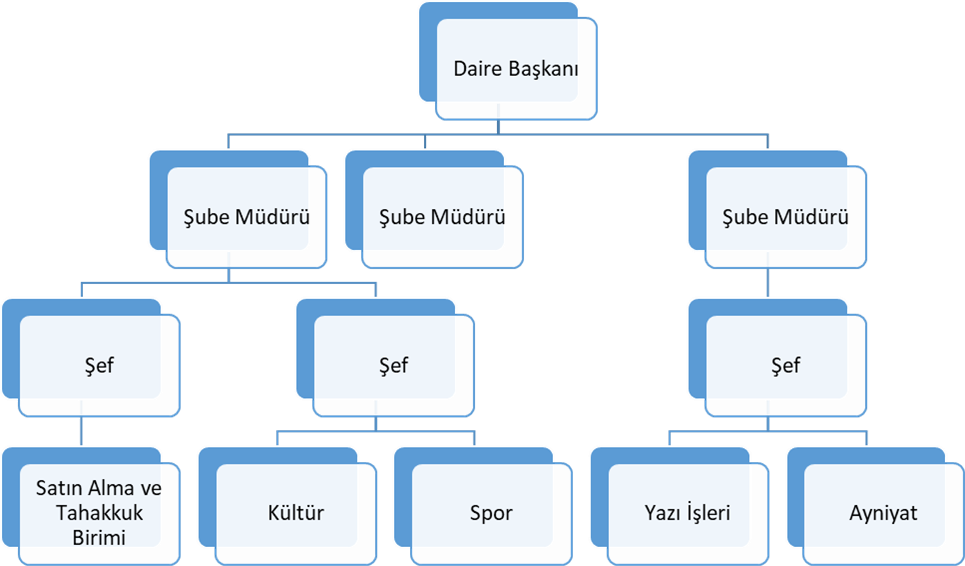 Daire Başkanı
Şube Müdürü
Şube Müdürü
Şube Müdürü
Şef
Şef
Şef
Satın Alma ve
Tahakkuk
Birimi
Kültür
Spor
Yazı İşleri
Ayniyat